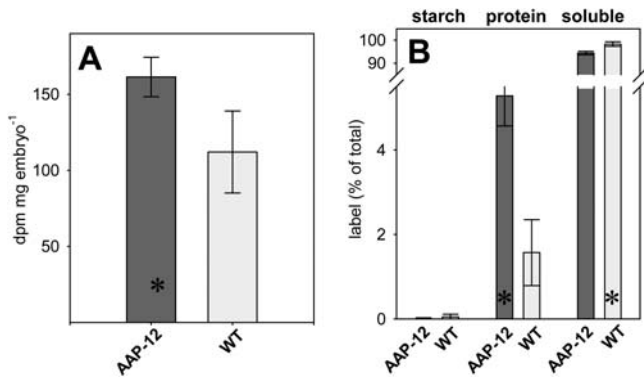 A
dpm mg embryo⁻¹
150
100
50
*
AAP-12
WT
starch protein soluble
B
label (% of total)
100
90
4
2
0
* *
AAP-12
WT
AAP-12
WT
AAP-12
WT